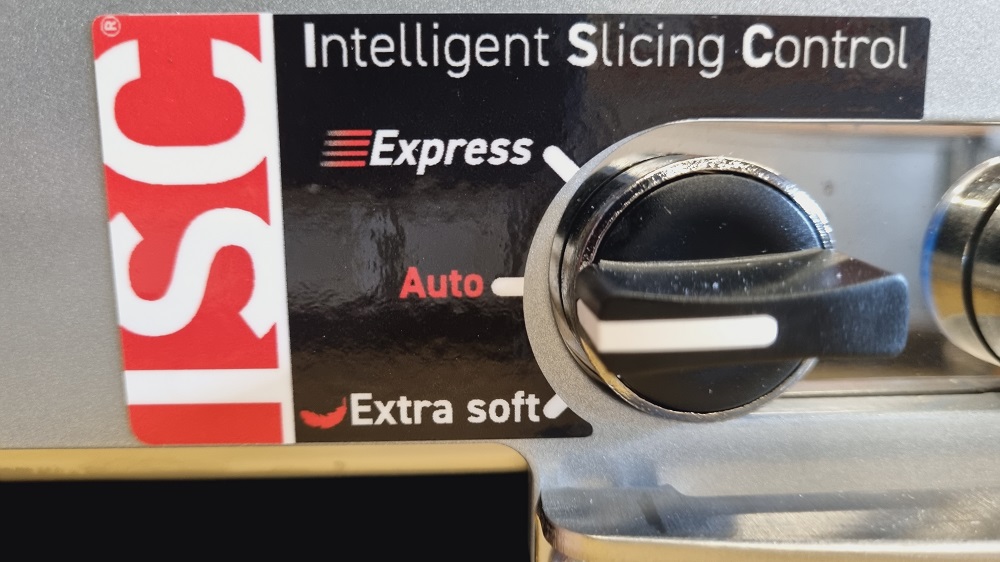 ISC®
Intelligent Slicing Control
Express
Auto
Extra soft